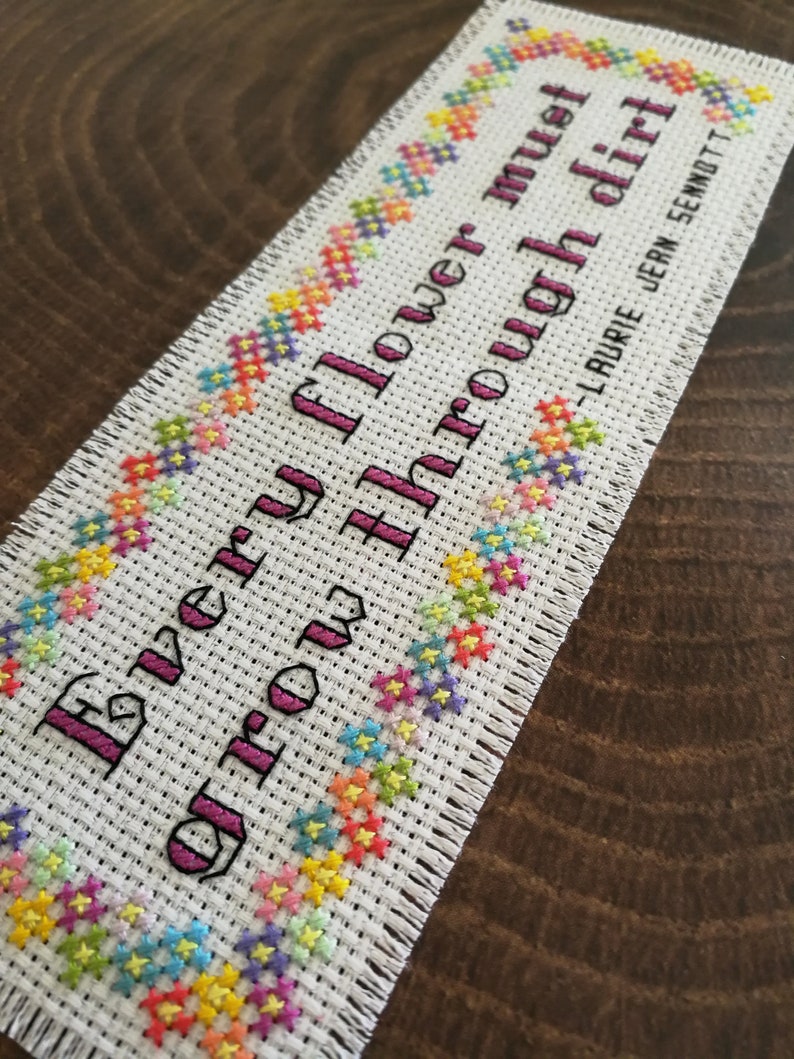 Every flower must
grow through dirt
-LAURIE JEAN SENNOTT